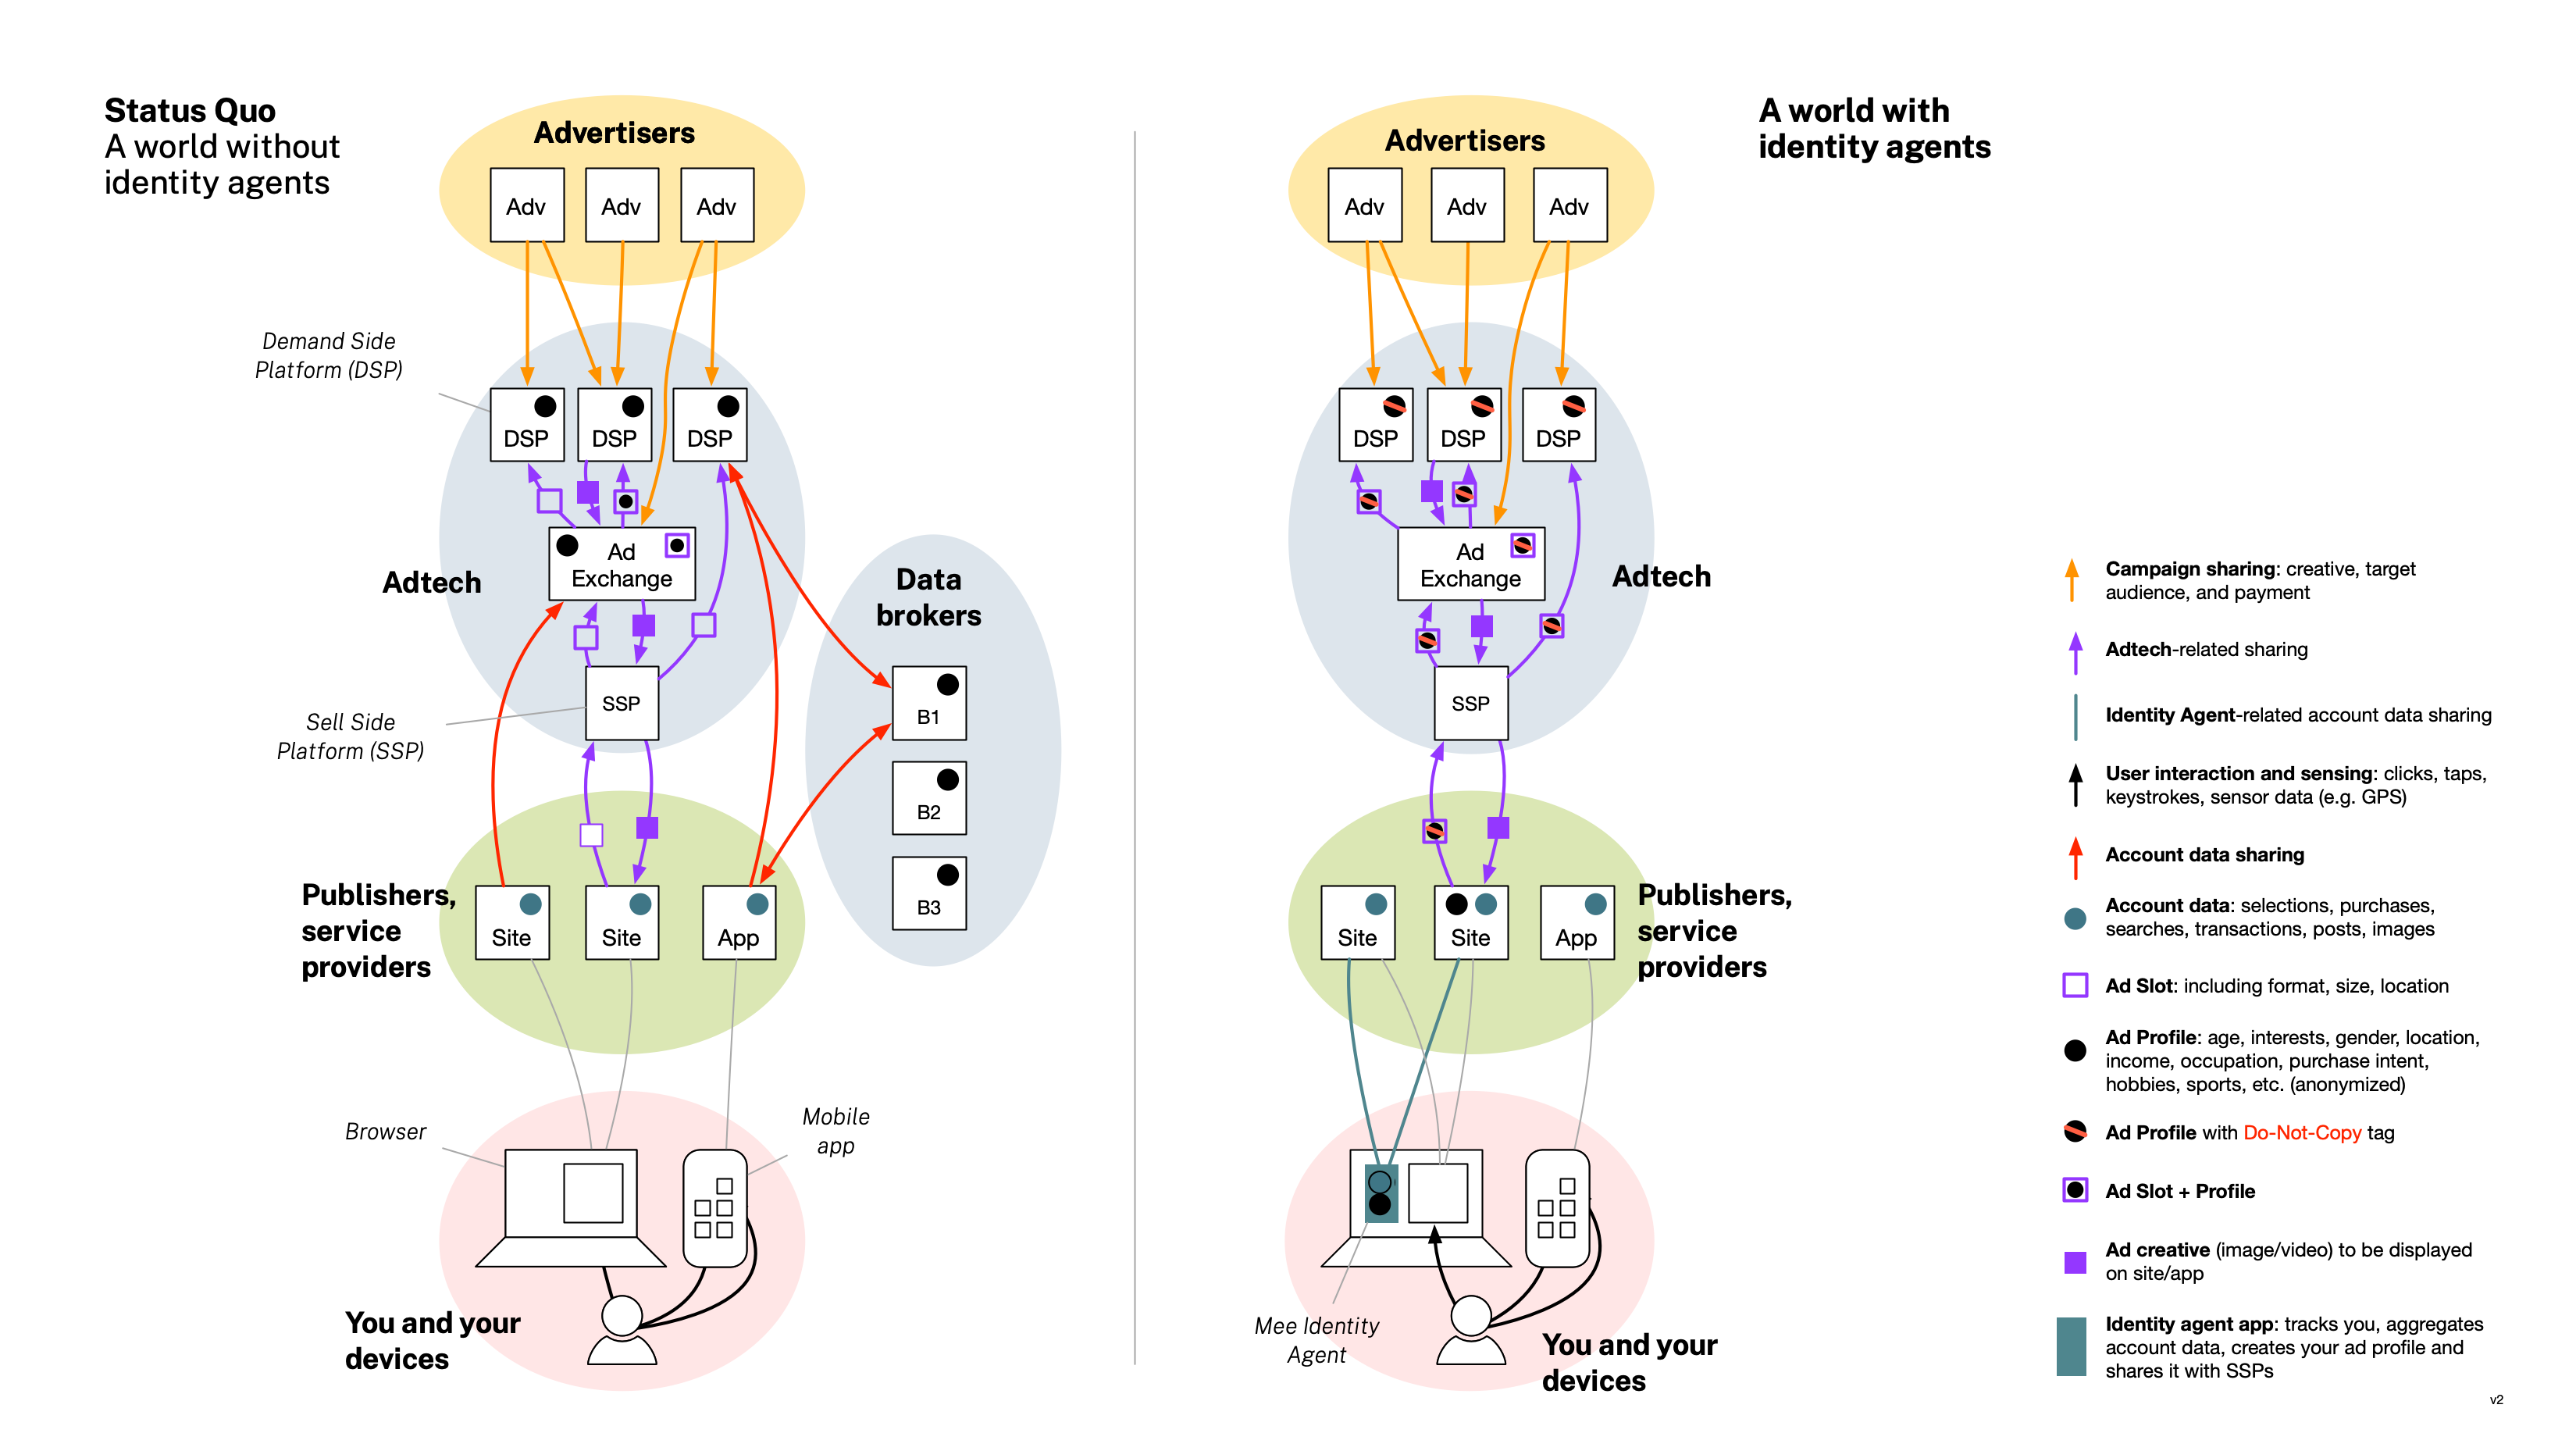 Status Quo
A world without
identity agents
Advertisers
Adv
Adv
Adv
Demand Side
Platform (DSP)
DSP
DSP
DSP
Ad
Exchange
Adtech
Data
brokers
SSP
Sell Side
Platform (SSP)
B1
B2
B3
Publishers,
service
providers
Site
Site
App
Browser
Mobile
app
You and your
devices
A world with
identity agents
Advertisers
Adv
Adv
Adv
DSP
DSP
DSP
Ad
Exchange
Adtech
SSP
Site
Site
App
Publishers,
service
providers
Mee Identity
Agent
You and your
devices
Campaign sharing: creative, target
audience, and payment
Adtech-related sharing
Identity Agent-related account data sharing
User interaction and sensing: clicks, taps,
keystrokes, sensor data (e.g. GPS)
Account data sharing
Account data: selections, purchases,
searches, transactions, posts, images
Ad Slot: including format, size, location
Ad Profile: age, interests, gender, location,
income, occupation, purchase intent,
hobbies, sports, etc. (anonymized)
Ad Profile with Do-Not-Copy tag
Ad Slot + Profile
Ad creative (image/video) to be displayed
on site/app
Identity agent app: tracks you, aggregates
account data, creates your ad profile and
shares it with SSPs
v2